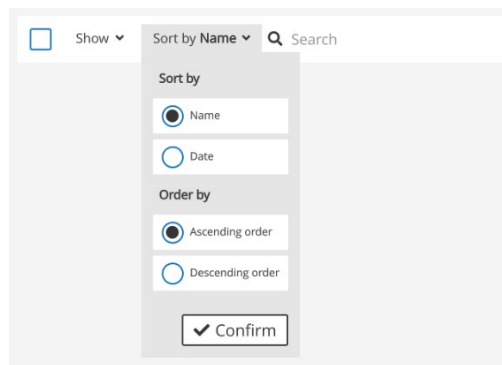 Show Sort by Name Search
Sort by
Name
Date
Order by
Ascending order
Descending order
Confirm